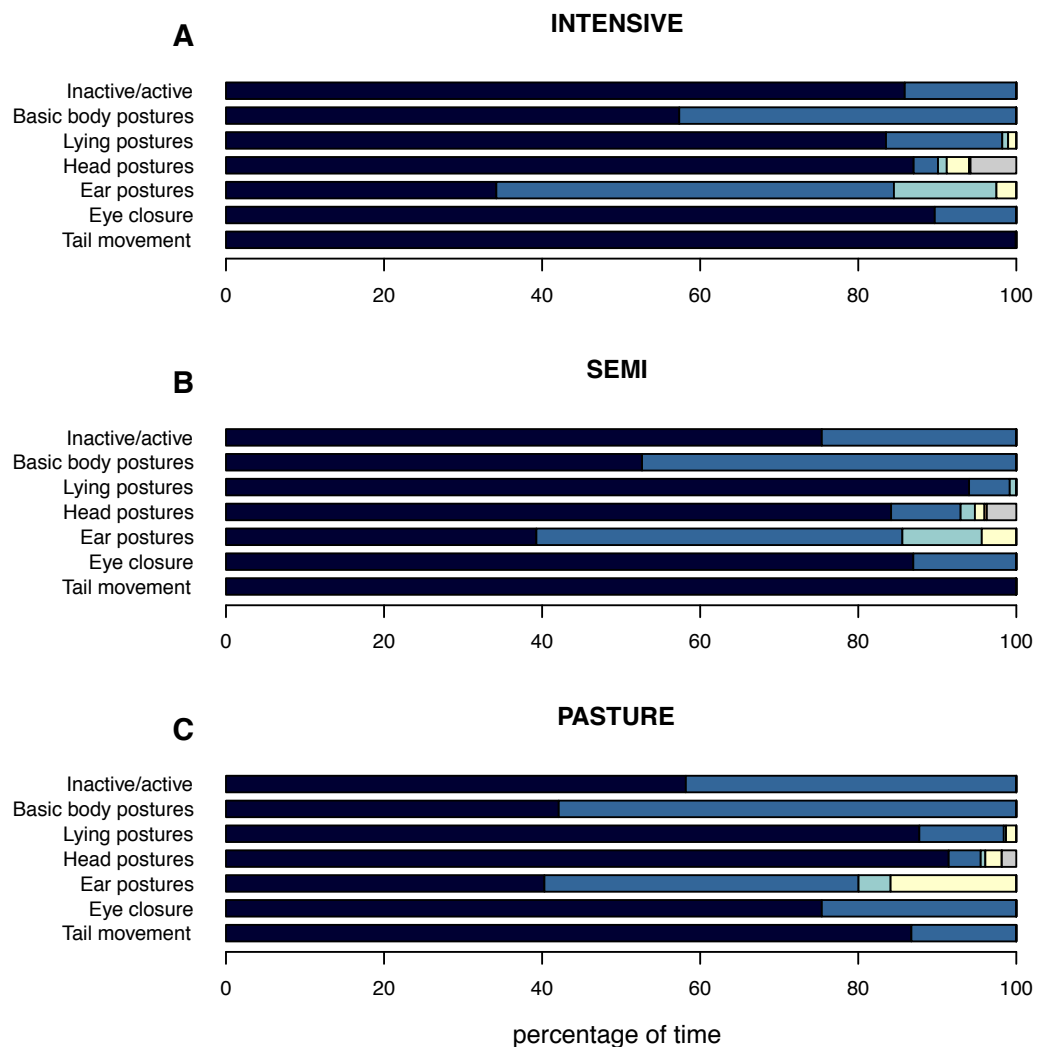 A
INTENSIVE
Inactive/active
Basic body postures
Lying postures
Head postures
Ear postures
Eye closure
Tail movement
0 20 40 60 80 100
B
SEMI
Inactive/active
Basic body postures
Lying postures
Head postures
Ear postures
Eye closure
Tail movement
0 20 40 60 80 100
C
PASTURE
Inactive/active
Basic body postures
Lying postures
Head postures
Ear postures
Eye closure
Tail movement
0 20 40 60 80 100
percentage of time